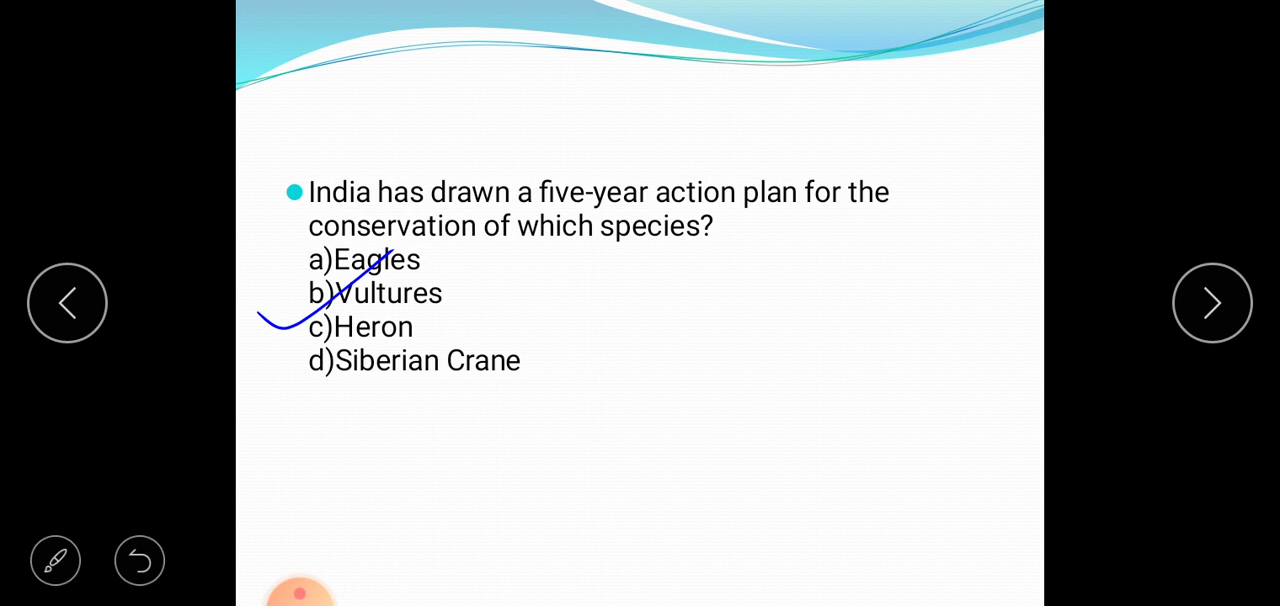 India has drawn a five-year action plan for the
conservation of which species?
a)Eagles
b)Vultures
c)Heron
d)Siberian Crane